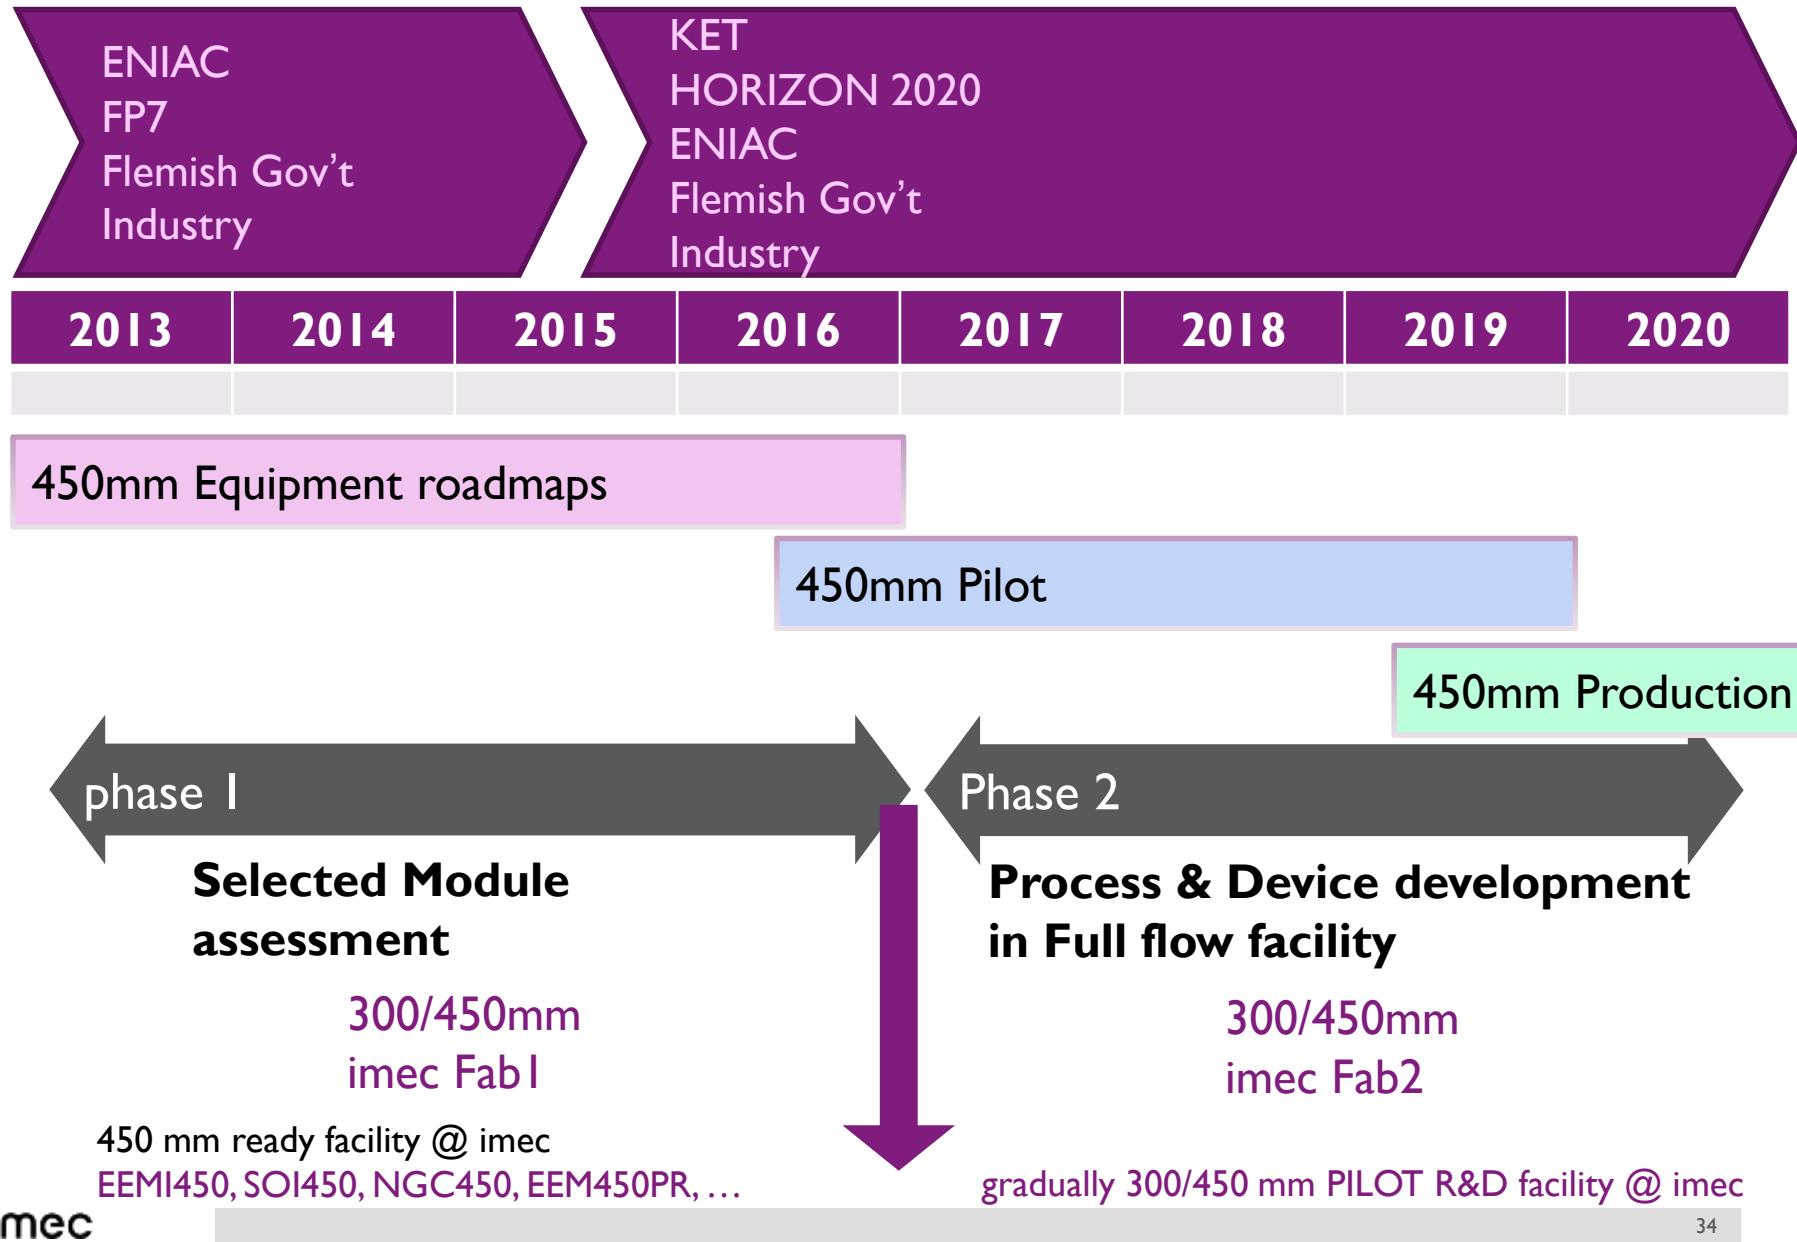 ENIAC
FP7
Flemish Gov’t
Industry
KET
HORIZON 2020
ENIAC
Flemish Gov’t
Industry
2013 2014 2015 2016 2017 2018 2019 2020
450mm Equipment roadmaps
450mm Pilot
450mm Production
phase 1
Phase 2
Selected Module
assessment
Process & Device development
in Full flow facility
300/450mm
imec Fab1
300/450mm
imec Fab2
450 mm ready facility @ imec
EEMI450, SOI450, NGC450, EEM450PR, …
gradually 300/450 mm PILOT R&D facility @ imec
mec
34